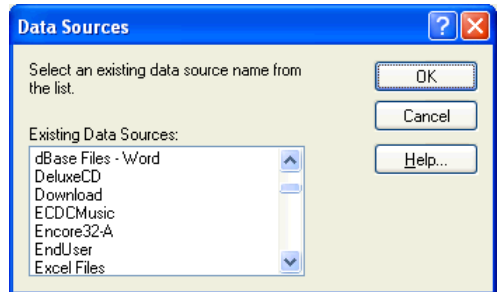 Data Sources
Select an existing data source name from
the list.
OK
Cancel
Help...
Existing Data Sources:
dBase Files - Word
DeluxeCD
Download
ECDCMusic
Encore32-A
EndUser
Excel Files